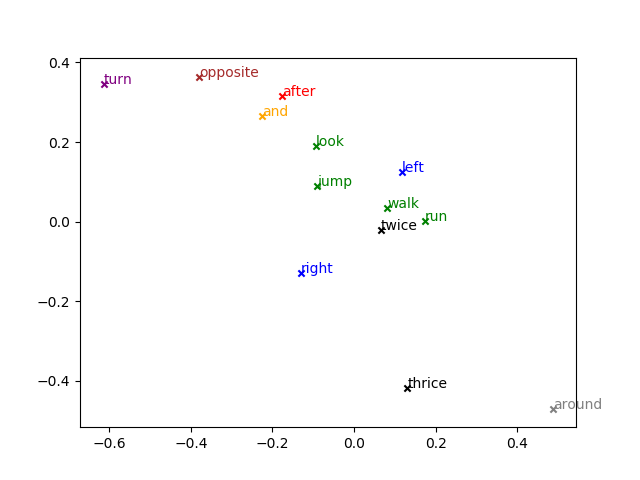 0.4
0.2
0.0
−0.2
−0.4
turn
opposite
after
and
look
left
jump
walk
run
twice
right
thrice
around
−0.6
−0.4
−0.2
0.0
0.2
0.4